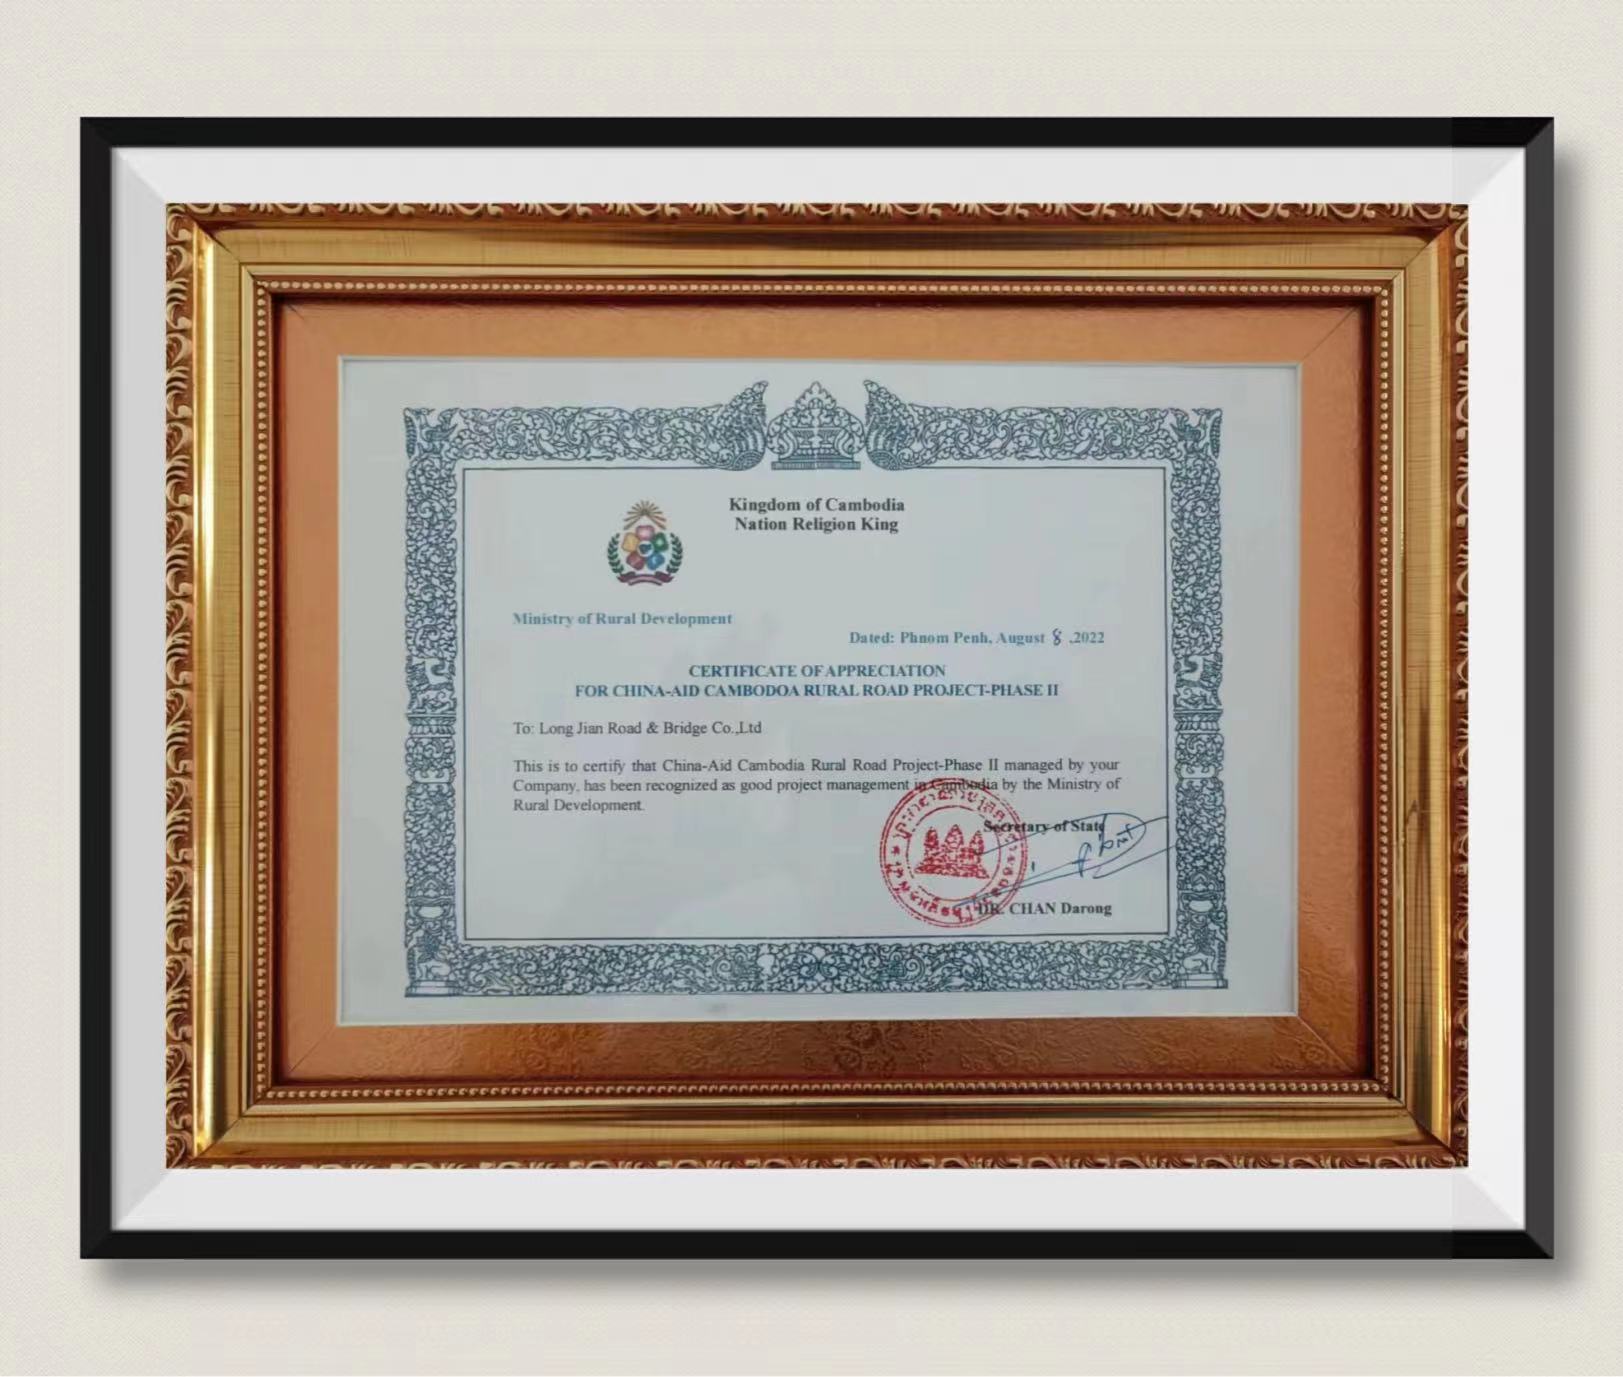 Kingdom of Cambodia
Nation Religion King
Ministry of Rural Development
Dated: Phnom Penh, August 8 ,2022
CERTIFICATE OF APPRECIATION
FOR CHINA-AID CAMBODOA RURAL ROAD PROJECT-PHASE II
To: Long Jian Road & Bridge Co.,Ltd
This is to certify that China-Aid Cambodia Rural Road Project-Phase II managed by your
Company, has been recognized as good project management in Cambodia by the Ministry of
Rural Development.
Secretary of State
DR. CHAN Darong